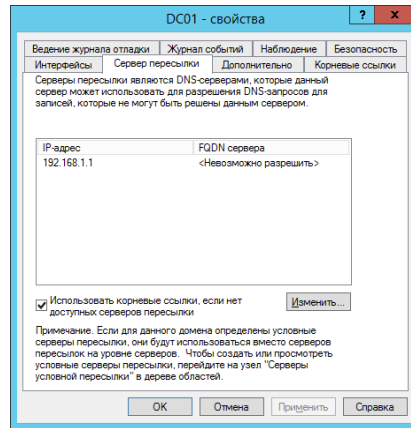 DC01 - свойства
?
x
Ведение журнала отладки Журнал событий Наблюдение Безопасность
Интерфейсы Сервер пересылки Дополнительно Корневые ссылки
Серверы пересылки являются DNS-серверами, которые данный
сервер может использовать для разрешения DNS-запросов для
записей, которые не могут быть решены данным сервером.
IP-адрес FQDN сервера
192.168.1.1 <Невозможно разрешить>
Использовать корневые ссылки, если нет
доступных серверов пересылки
Изменить...
Примечание. Если для данного домена определены условные
серверы пересылки, они будут использоваться вместо серверов
пересылок на уровне серверов. Чтобы создать или просмотреть
условные серверы пересылки, перейдите на узел "Серверы
условной пересылки" в дереве областей.
OK Отмена Применить Справка